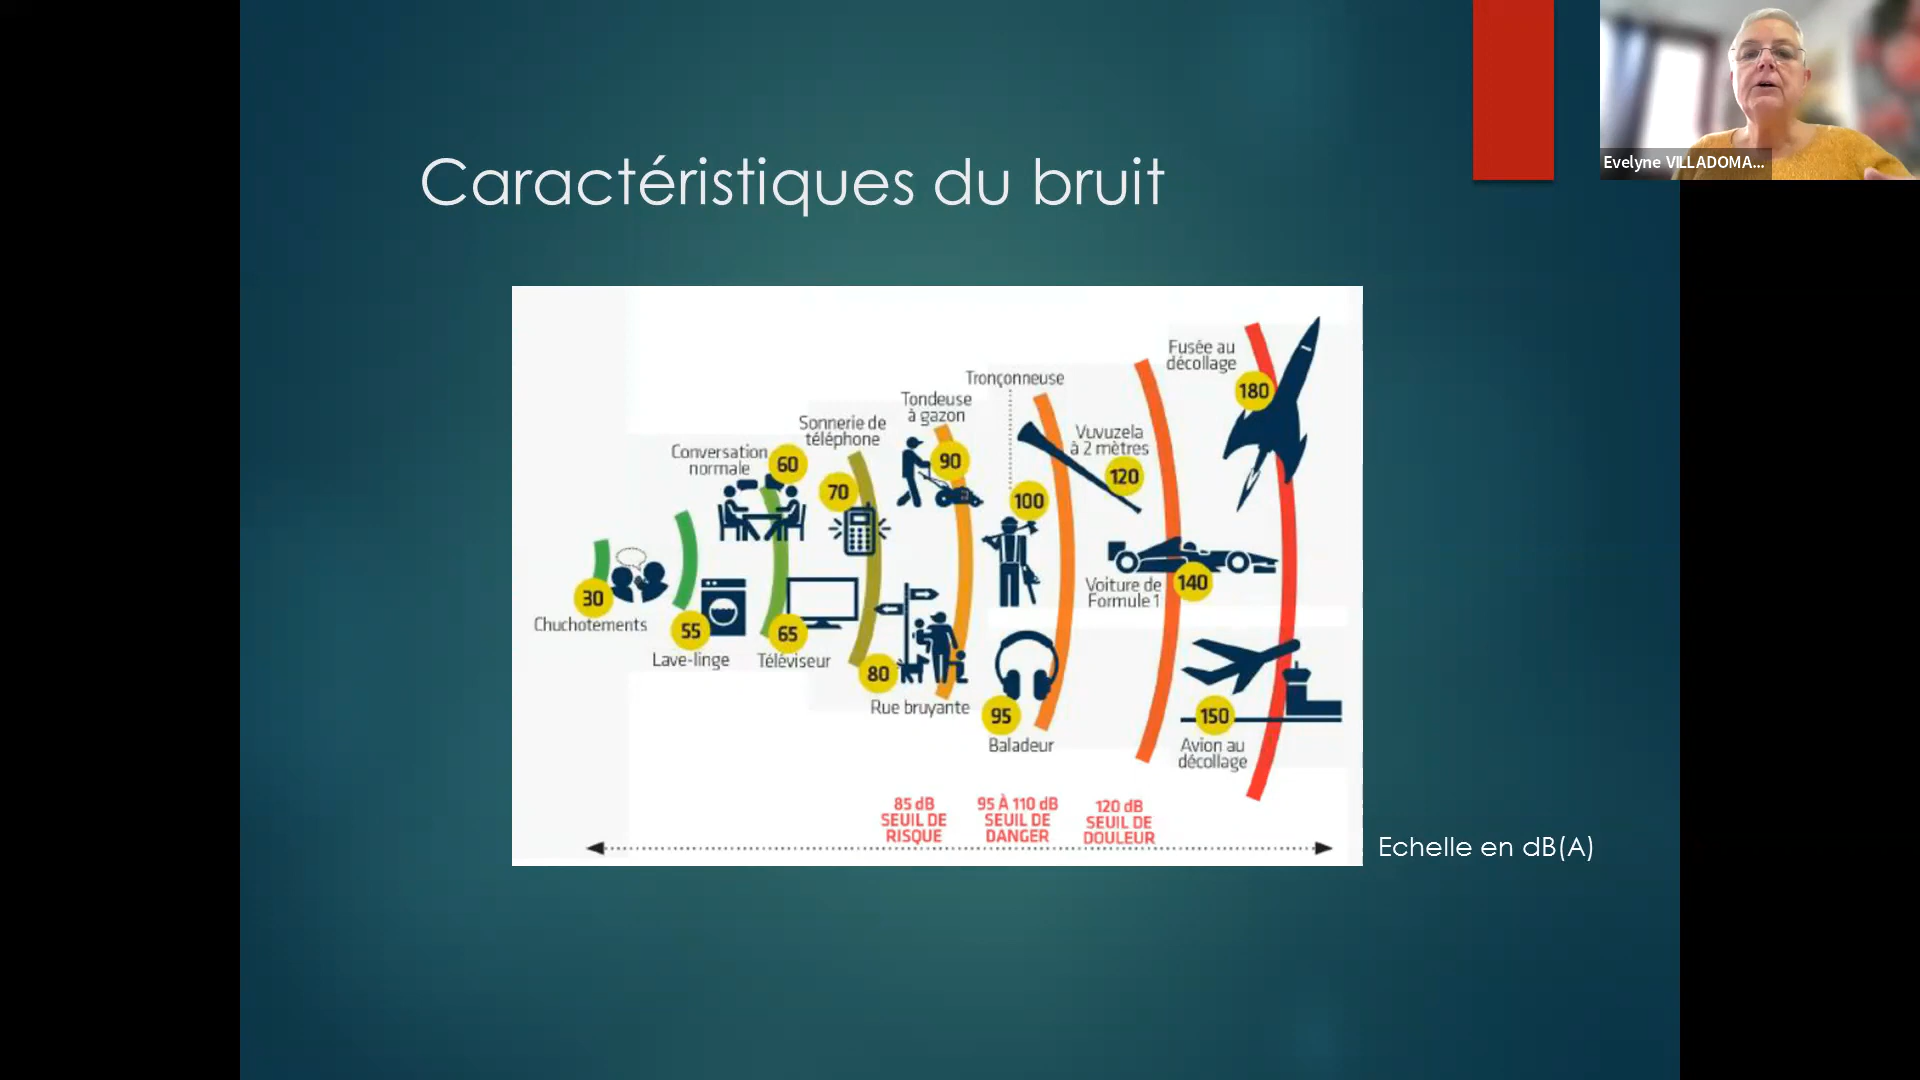 Evelyne VILLADOMA...
Caractéristiques du bruit
Fusée au
décollage
180
Tronçonneuse
Tondeuse
à gazon
90
Sonnerie de
téléphone
70
Vuvuzela
à 2 mètres
120
Conversation
normale
60
100
30
Chuchotements
55
Lave-linge
65
Téléviseur
80
Rue bruyante
95
Baladeur
Voiture de
Formule 1
140
150
Avion au
décollage
85 dB
SEUIL DE
RISQUE
95 À 110 dB
SEUIL DE
DANGER
120 dB
SEUIL DE
DOULEUR
Echelle en dB(A)